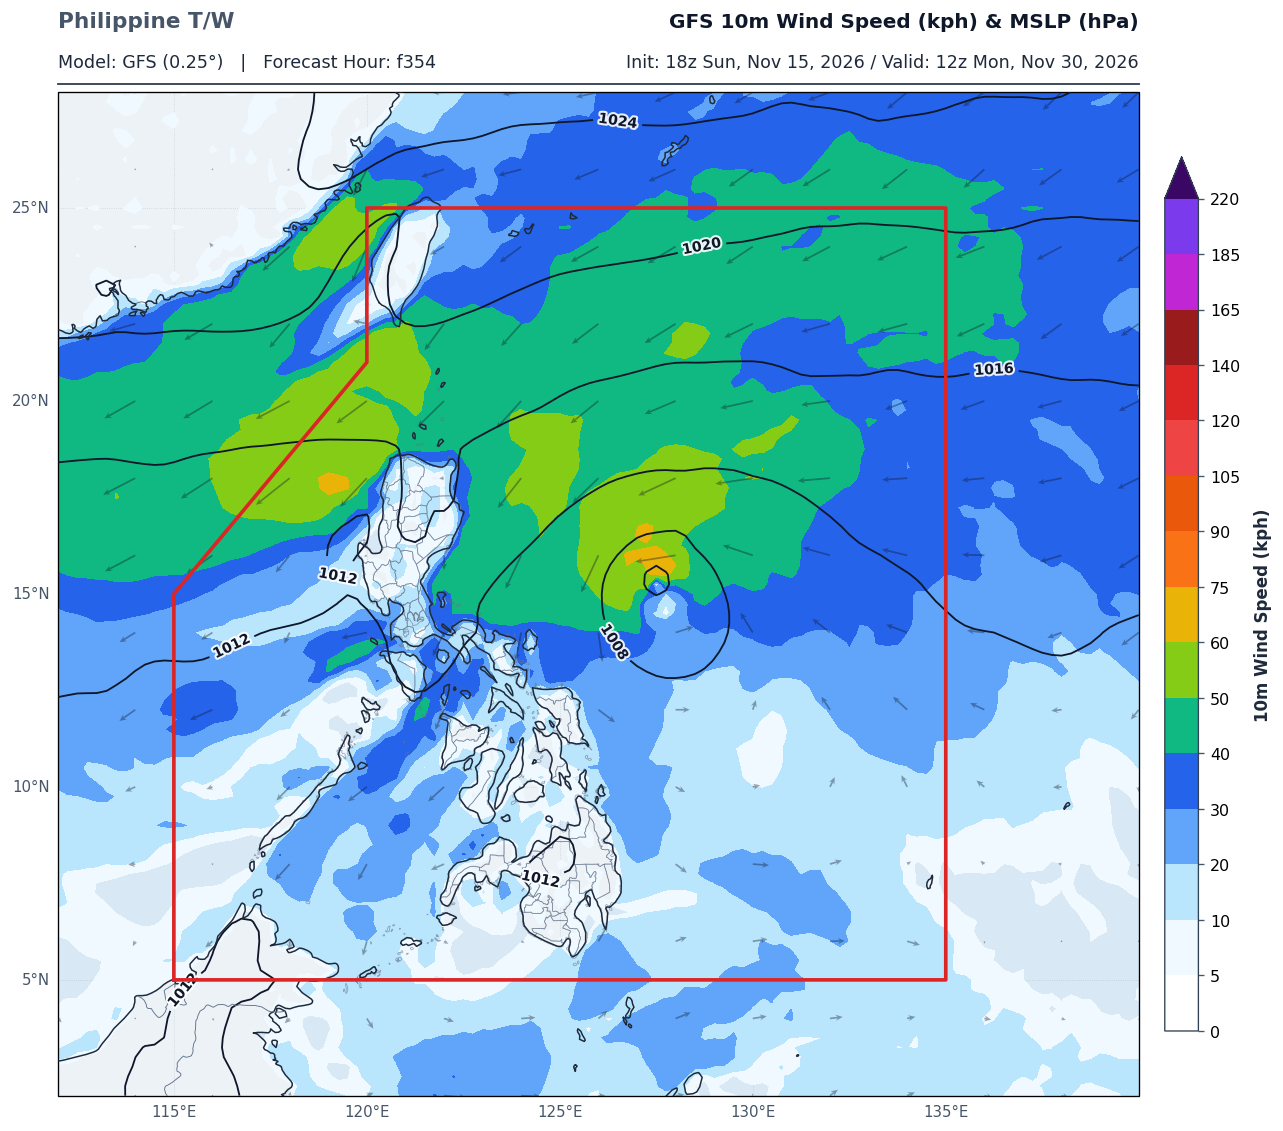 Philippine T/W
GFS 10m Wind Speed (kph) & MSLP (hPa)
Model: GFS (0.25°) | Forecast Hour: f354
Init: 18z Sun, Nov 15, 2026 / Valid: 12z Mon, Nov 30, 2026
1024
1020
1016
1012
1012
1008
1012
1012
25°N
20°N
15°N
10°N
5°N
115°E
120°E
125°E
130°E
135°E
220
185
165
140
120
105
90
75
60
50
40
30
20
10
5
0
10m Wind Speed (kph)